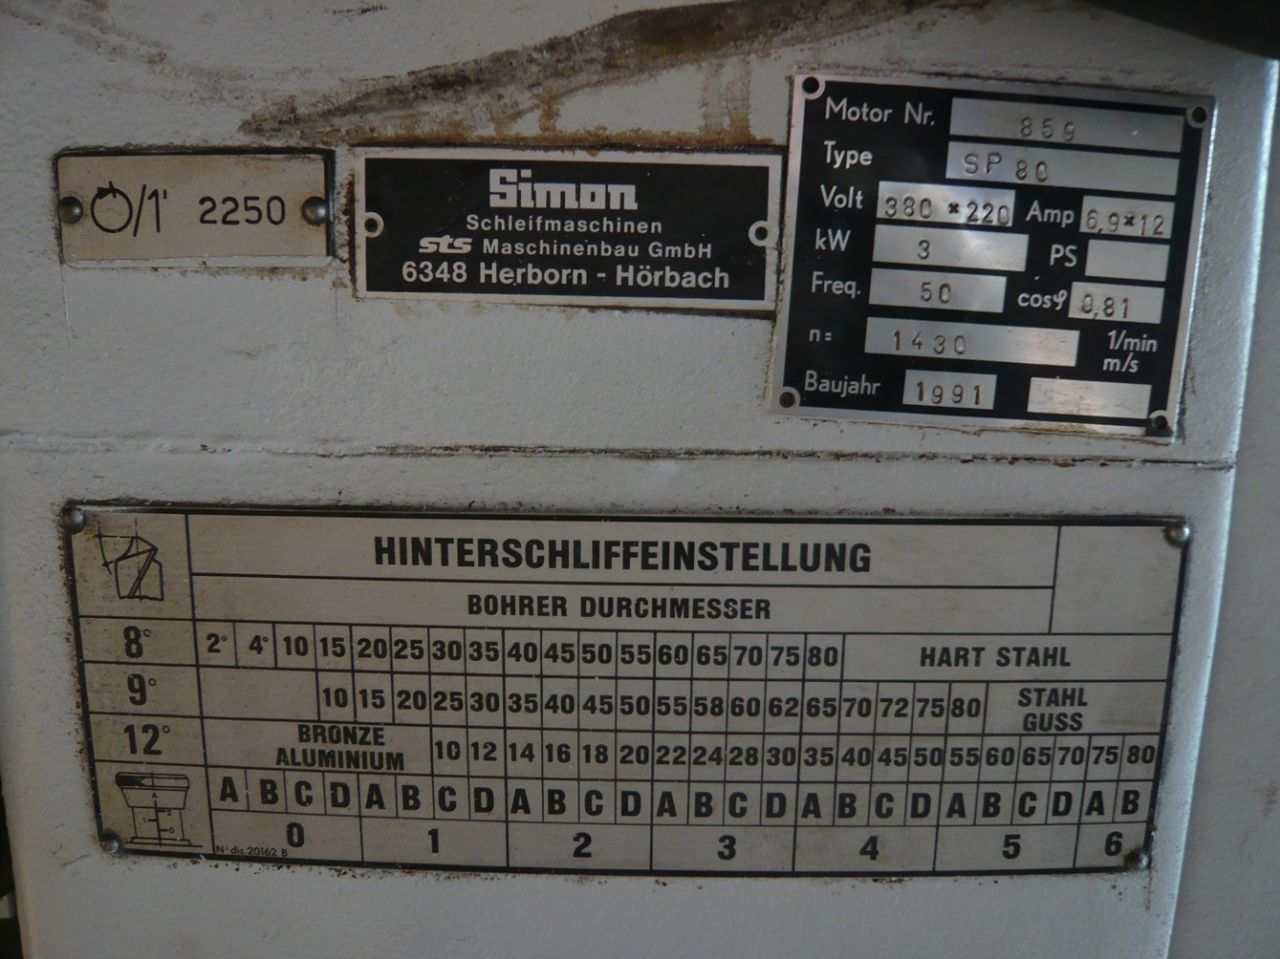 /1' 2250
Simon
Schleifmaschinen
sts Maschinenbau GmbH
6348 Herborn - Hörbach
Motor Nr. 859
Type SP 80
Volt 380 * 220 Amp 6,9*12
kW 3 PS
Freq. 50 cosφ 0,81
n= 1430 1/min
m/s
Baujahr 1991
HINTERSCHLIFFEINSTELLUNG
BOHRER DURCHMESSER
8° 2° 4° 10 15 20 25 30 35 40 45 50 55 60 65 70 75 80 HART STAHL
9° 10 15 20 25 30 35 40 45 50 55 58 60 62 65 70 72 75 80 STAHL
GUSS
12° BRONZE
ALUMINIUM 10 12 14 16 18 20 22 24 28 30 35 40 45 50 55 60 65 70 75 80
A B C D A B C D A B C D A B C D A B C D A B C D A B
0 1 2 3 4 5 6
N° dis. 20162 B